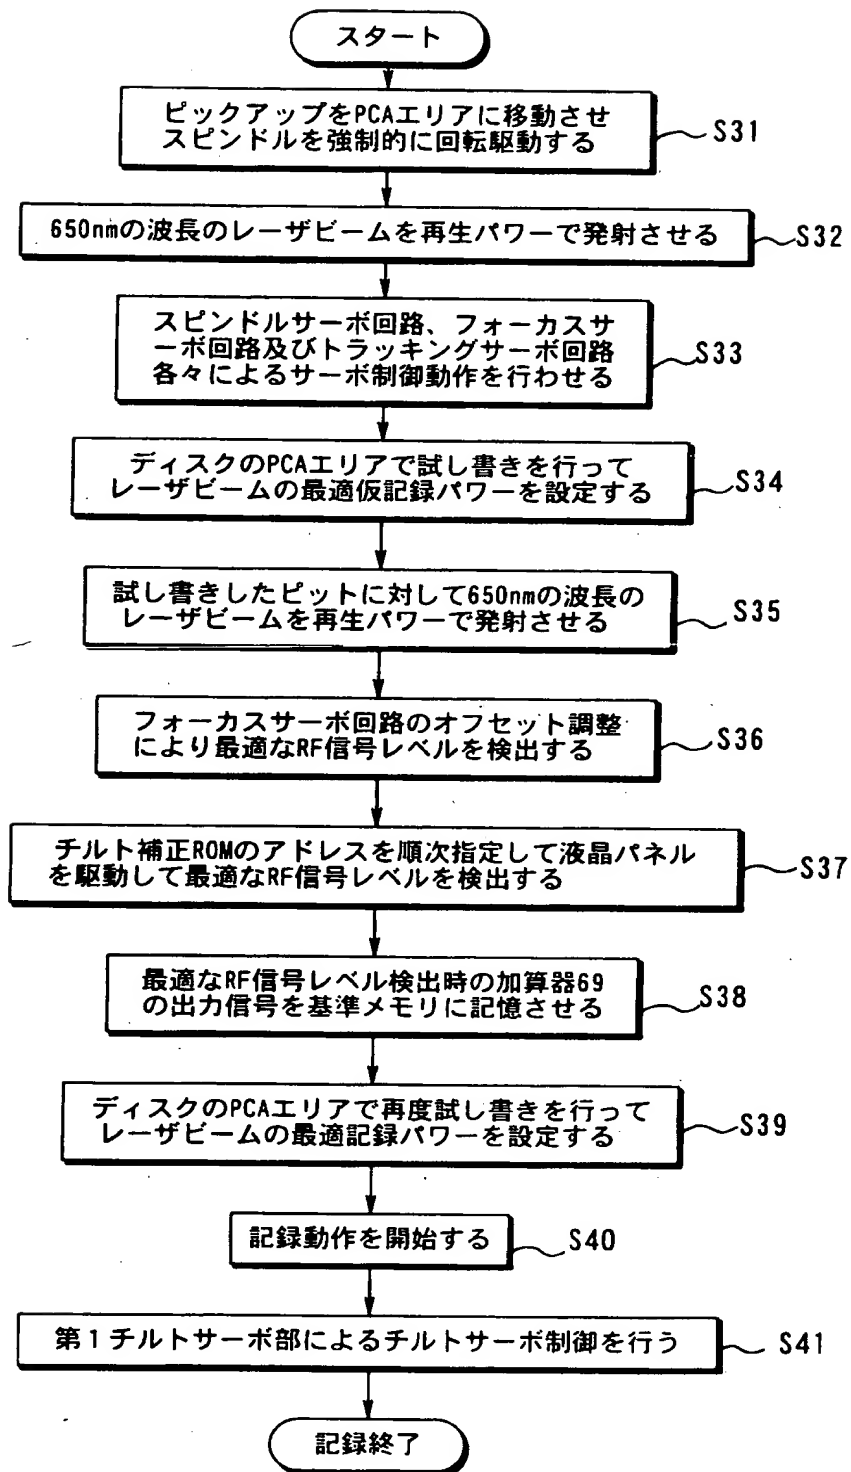 スタート
ピックアップをPCAエリアに移動させ
スピンドルを強制的に回転駆動する
S31
650nmの波長のレーザビームを再生パワーで発射させる
S32
スピンドルサーボ回路、フォーカスサ
ーボ回路及びトラッキングサーボ回路
各々によるサーボ制御動作を行わせる
S33
ディスクのPCAエリアで試し書きを行って
レーザビームの最適仮記録パワーを設定する
S34
試し書きしたピットに対して650nmの波長の
レーザビームを再生パワーで発射させる
S35
フォーカスサーボ回路のオフセット調整
により最適なRF信号レベルを検出する
S36
チルト補正ROMのアドレスを順次指定して液晶パネル
を駆動して最適なRF信号レベルを検出する
S37
最適なRF信号レベル検出時の加算器69
の出力信号を基準メモリに記憶させる
S38
ディスクのPCAエリアで再度試し書きを行って
レーザビームの最適記録パワーを設定する
S39
記録動作を開始する
S40
第1チルトサーボ部によるチルトサーボ制御を行う
S41
記録終了